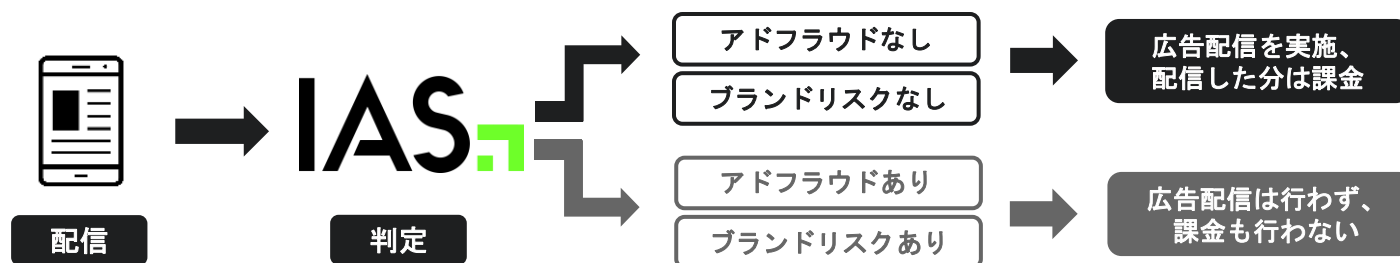 配信
IAS
判定
アドフラウドなし
ブランドリスクなし
広告配信を実施、
配信した分は課金
アドフラウドあり
ブランドリスクあり
広告配信は行わず、
課金も行わない